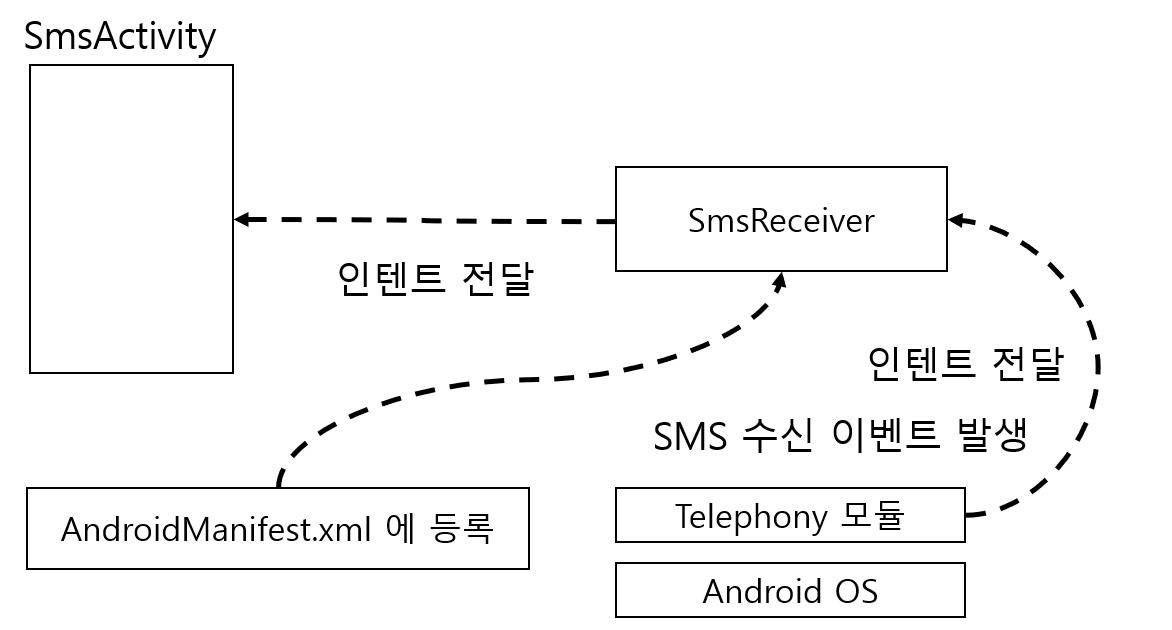 SmsActivity
SmsReceiver
인텐트 전달
인텐트 전달
SMS 수신 이벤트 발생
AndroidManifest.xml 에 등록
Telephony 모듈
Android OS